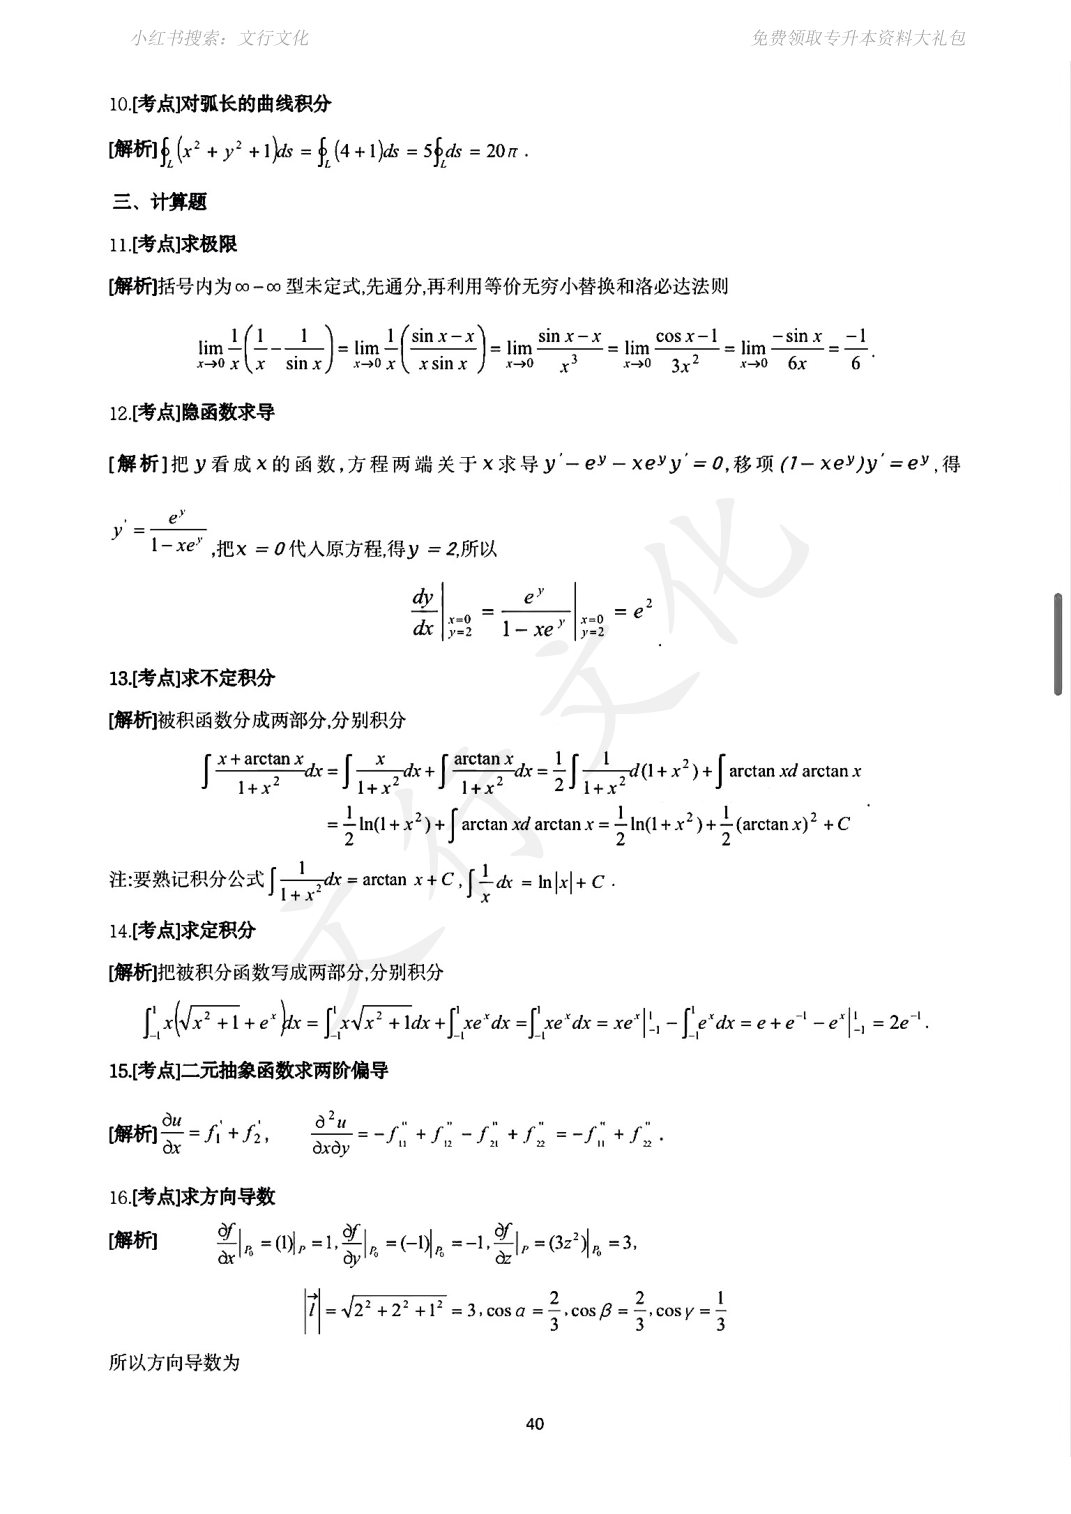 小红书搜索：文行文化 免费领取专升本资料大礼包
10.[考点]对弧长的曲线积分
[解析]∮_L (x² + y² + 1)ds = ∮_L (4 + 1)ds = 5∮_L ds = 20π .
三、计算题
11.[考点]求极限
[解析]括号内为∞－∞型未定式,先通分,再利用等价无穷小替换和洛必达法则
lim_{x→0} 1/x (1/x − 1/sin x) = lim_{x→0} 1/x ((sin x − x)/(x sin x)) = lim_{x→0} (sin x − x)/x³ = lim_{x→0} (cos x − 1)/3x² = lim_{x→0} (−sin x)/6x = −1/6 .
12.[考点]隐函数求导
[解析]把 y 看成 x 的函数,方程两端关于 x 求导 y′ − e^y − xe^y y′ = 0,移项 (1 − xe^y)y′ = e^y ,得
y′ = e^y/(1 − xe^y) ,把x = 0代人原方程,得y = 2,所以
dy/dx |_{x=0 y=2} = e^y/(1 − xe^y) |_{x=0 y=2} = e² .
13.[考点]求不定积分
[解析]被积函数分成两部分,分别积分
∫ (x + arctan x)/(1 + x²) dx = ∫ x/(1 + x²) dx + ∫ arctan x/(1 + x²) dx = 1/2 ∫ 1/(1 + x²) d(1 + x²) + ∫ arctan xd arctan x
= 1/2 ln(1 + x²) + ∫ arctan xd arctan x = 1/2 ln(1 + x²) + 1/2 (arctan x)² + C .
注:要熟记积分公式 ∫ 1/(1 + x²) dx = arctan x + C , ∫ 1/x dx = ln|x| + C .
14.[考点]求定积分
[解析]把被积分函数写成两部分,分别积分
∫_{−1}^{1} x(√(x² + 1) + e^x)dx = ∫_{−1}^{1} x√(x² + 1)dx + ∫_{−1}^{1} xe^x dx = ∫_{−1}^{1} xe^x dx = xe^x|_{−1}^{1} − ∫_{−1}^{1} e^x dx = e + e^{−1} − e^x|_{−1}^{1} = 2e^{−1} .
15.[考点]二元抽象函数求两阶偏导
[解析] ∂u/∂x = f₁′ + f₂′, ∂²u/∂x∂y = −f″₁₁ + f″₁₂ − f″₂₁ + f″₂₂ = −f″₁₁ + f″₂₂ .
16.[考点]求方向导数
[解析] ∂f/∂x |_{P₀} = (1)|_P = 1, ∂f/∂y |_{P₀} = (−1)|_{P₀} = −1, ∂f/∂z |_P = (3z²)|_{P₀} = 3,
|l⃗| = √(2² + 2² + 1²) = 3, cos α = 2/3, cos β = 2/3, cos γ = 1/3
所以方向导数为
40
文行文化